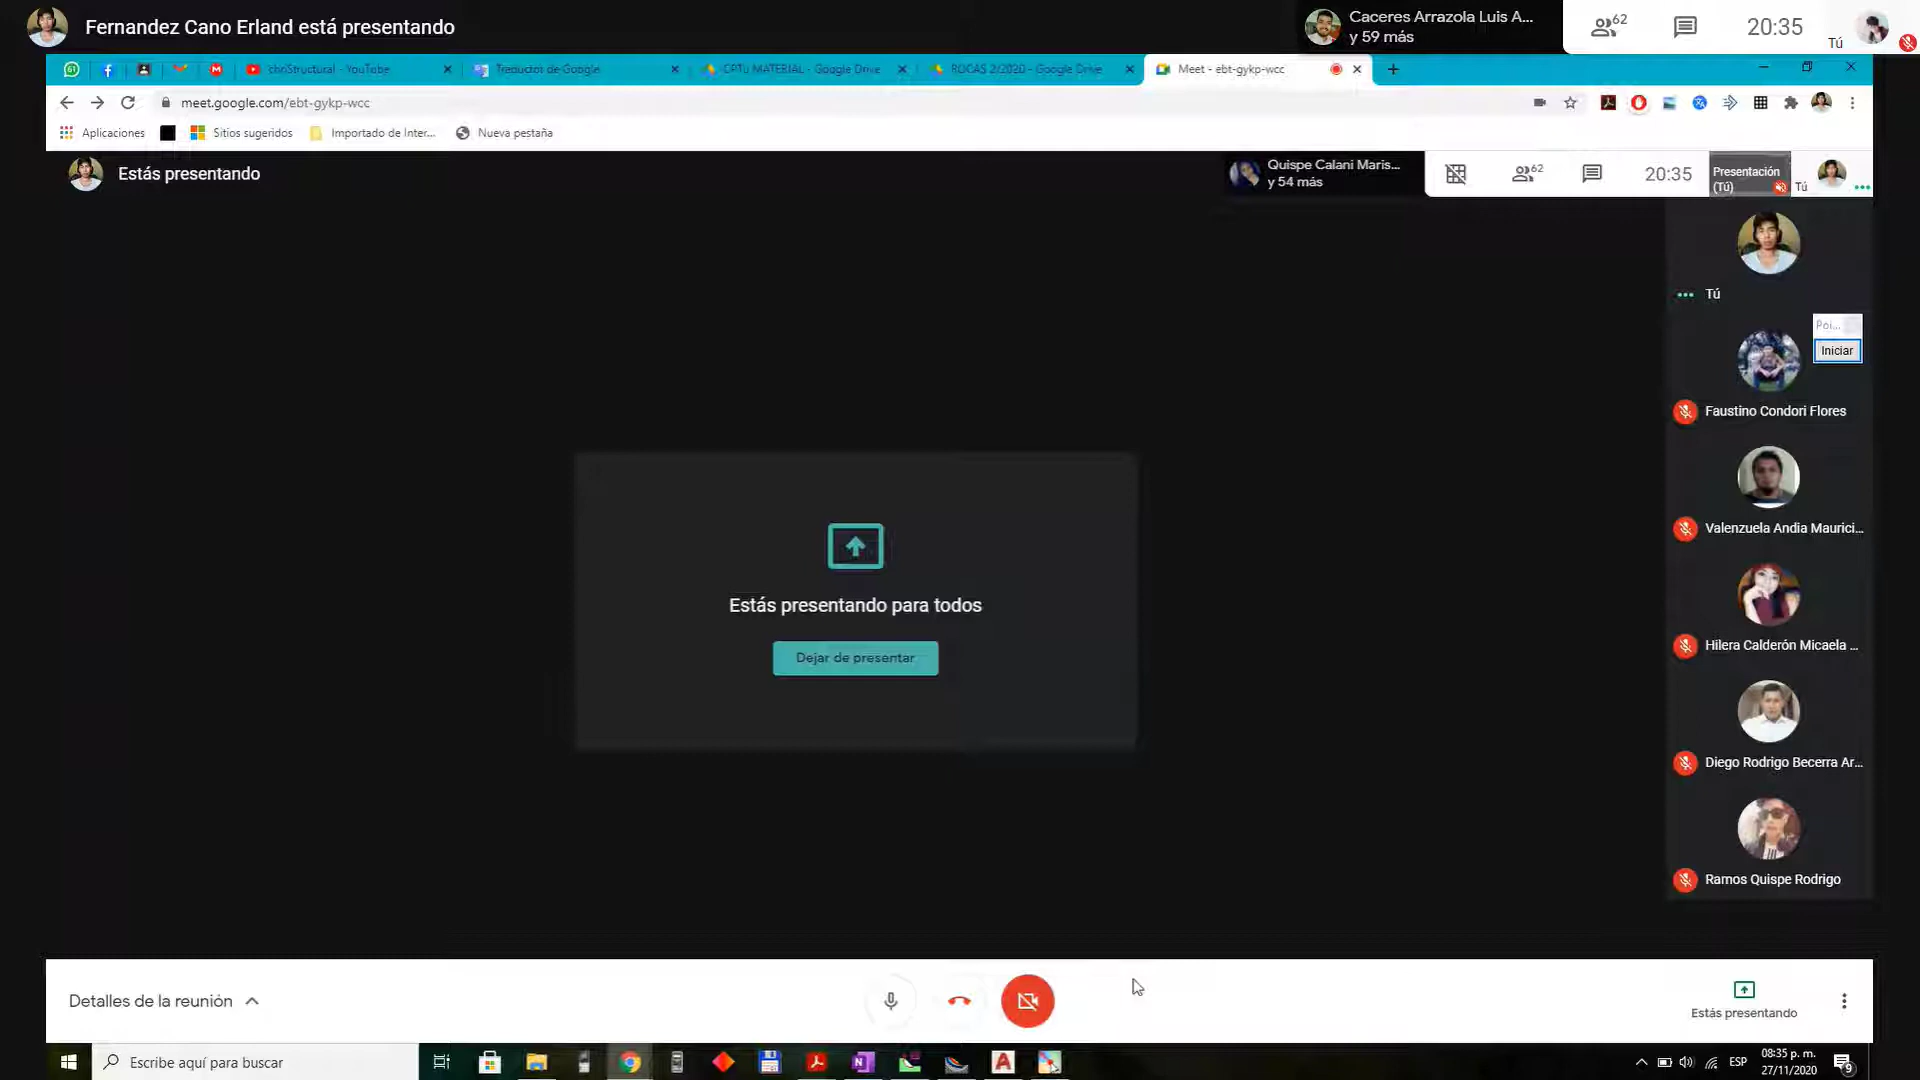 Fernandez Cano Erland está presentando
Caceres Arrazola Luis A...
y 59 más
62
20:35
Tú
61
chriStructural - YouTube
Traductor de Google
CPTu MATERIAL - Google Drive
ROCAS 2/2020 - Google Drive
Meet - ebt-gykp-wcc
meet.google.com/ebt-gykp-wcc
Aplicaciones
Sitios sugeridos
Importado de Inter...
Nueva pestaña
Estás presentando
Quispe Calani Maris...
y 54 más
62
20:35
Presentación
(Tú)
Tú
Tú
Poi...
Iniciar
Faustino Condori Flores
Valenzuela Andia Maurici...
Hilera Calderón Micaela ...
Diego Rodrigo Becerra Ar...
Ramos Quispe Rodrigo
Estás presentando para todos
Dejar de presentar
Detalles de la reunión
Estás presentando
Escribe aquí para buscar
ESP
08:35 p. m.
27/11/2020
9